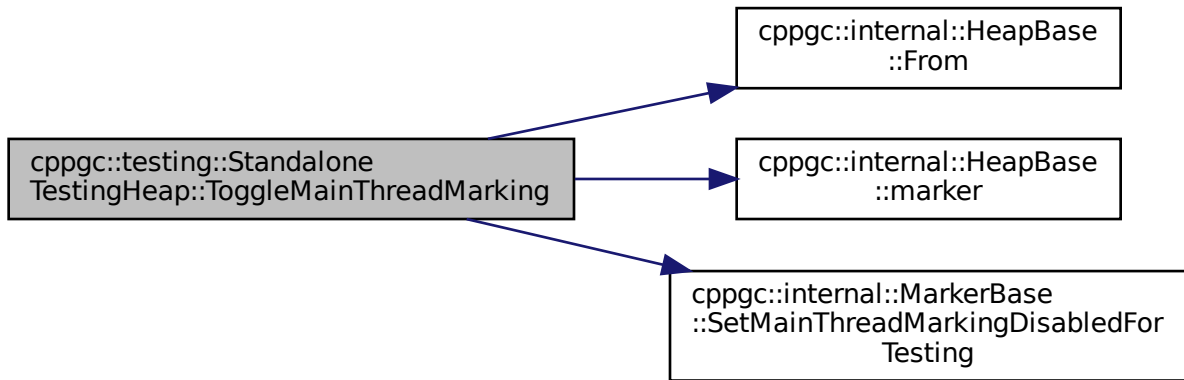 cppgc::internal::HeapBase
::From
cppgc::testing::Standalone
TestingHeap::ToggleMainThreadMarking
cppgc::internal::HeapBase
::marker
cppgc::internal::MarkerBase
::SetMainThreadMarkingDisabledFor
Testing